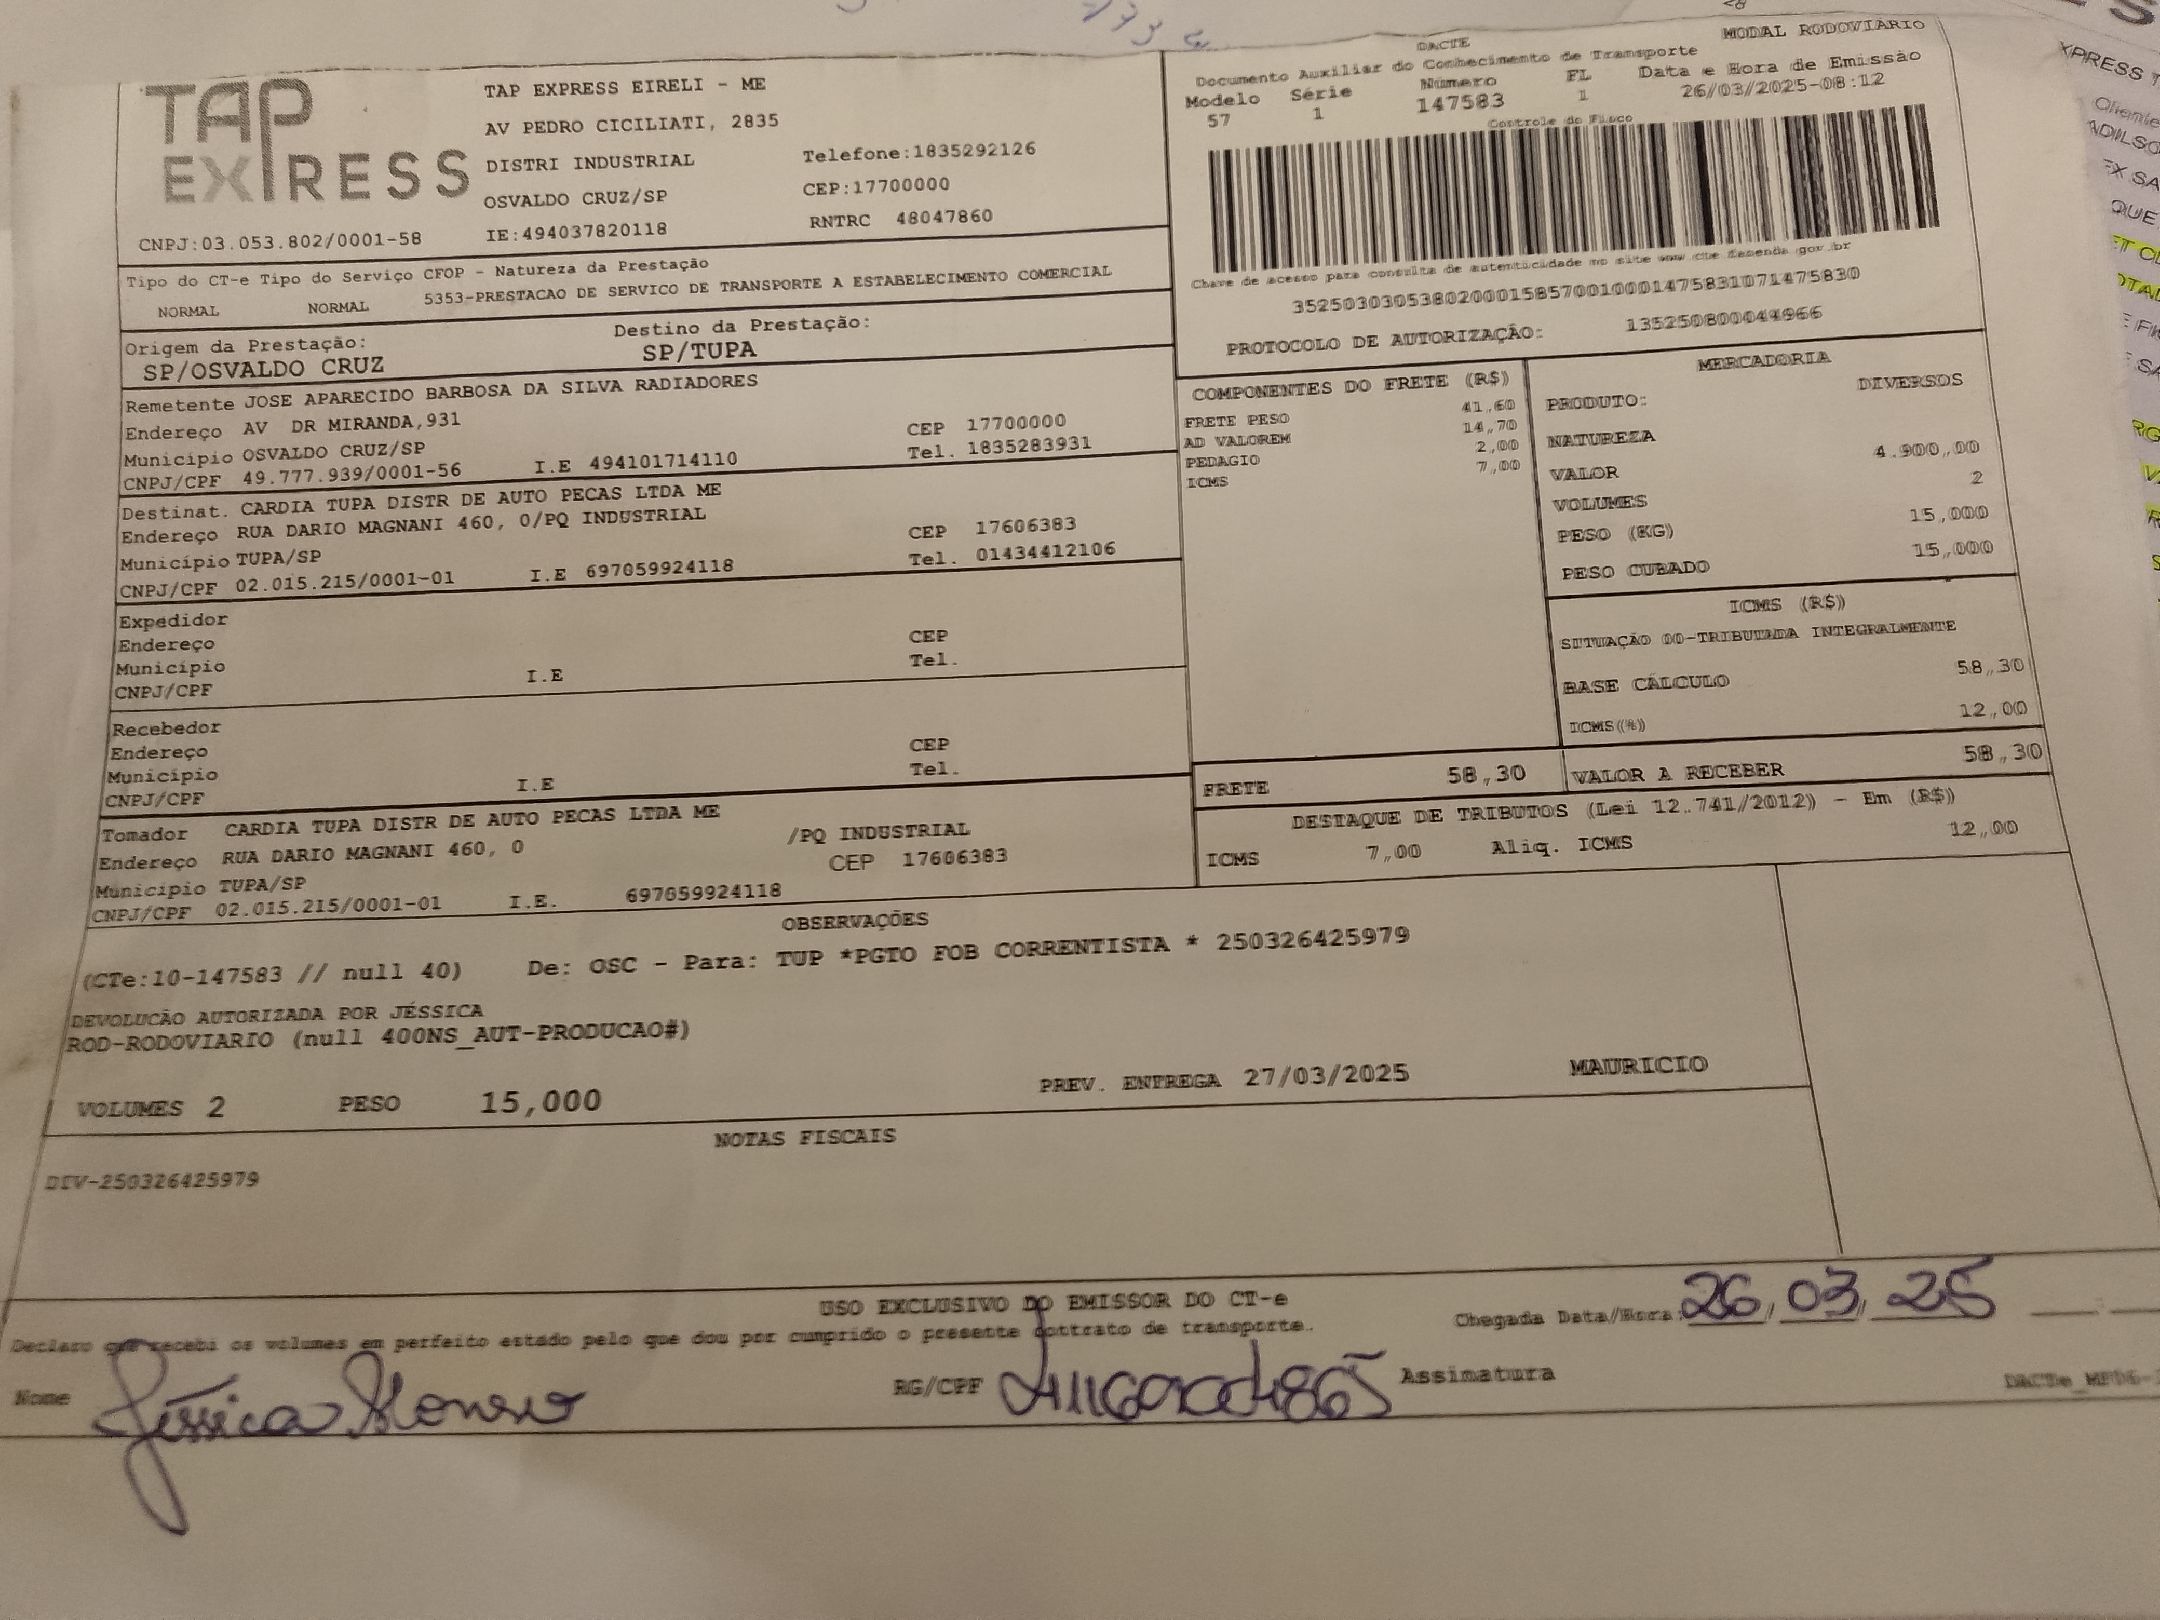 TAP EXPRESS
TAP EXPRESS EIRELI - ME
AV PEDRO CICILIATI, 2835
DISTRI INDUSTRIAL
Telefone:1835292126
OSVALDO CRUZ/SP
CEP:17700000
CNPJ:03.053.802/0001-58
IE:494037820118
RNTRC 48047860
DACTE
MODAL RODOVIÁRIO
Documento Auxiliar do Conhecimento de Transporte
Modelo Série Número FL Data e Hora de Emissão
57 1 147583 1 26/03/2025-08:12
Controle do Fisco
Chave de acesso para consulta de autenticidade no site www.cte.fazenda.gov.br
35250303053802000158570010001475831071475830
PROTOCOLO DE AUTORIZAÇÃO: 135250800044966
Tipo do CT-e Tipo do Serviço CFOP - Natureza da Prestação
NORMAL NORMAL 5353-PRESTACAO DE SERVICO DE TRANSPORTE A ESTABELECIMENTO COMERCIAL
Origem da Prestação: Destino da Prestação:
SP/OSVALDO CRUZ SP/TUPA
Remetente JOSE APARECIDO BARBOSA DA SILVA RADIADORES
Endereço AV DR MIRANDA,931 CEP 17700000
Município OSVALDO CRUZ/SP Tel. 1835283931
CNPJ/CPF 49.777.939/0001-56 I.E 494101714110
Destinat. CARDIA TUPA DISTR DE AUTO PECAS LTDA ME
Endereço RUA DARIO MAGNANI 460, 0/PQ INDUSTRIAL CEP 17606383
Município TUPA/SP Tel. 01434412106
CNPJ/CPF 02.015.215/0001-01 I.E 697059924118
Expedidor
Endereço CEP
Município Tel.
CNPJ/CPF I.E
Recebedor
Endereço CEP
Município Tel.
CNPJ/CPF I.E
Tomador CARDIA TUPA DISTR DE AUTO PECAS LTDA ME
Endereço RUA DARIO MAGNANI 460, 0 /PQ INDUSTRIAL
Município TUPA/SP CEP 17606383
CNPJ/CPF 02.015.215/0001-01 I.E. 697059924118
COMPONENTES DO FRETE (R$)
FRETE PESO 41,60
AD VALOREM 14,70
PEDAGIO 2,00
ICMS 7,00
MERCADORIA
PRODUTO: DIVERSOS
NATUREZA
VALOR 4.900,00
VOLUMES 2
PESO (KG) 15,000
PESO CUBADO 15,000
ICMS (R$)
SITUAÇÃO 00-TRIBUTADA INTEGRALMENTE
BASE CÁLCULO 58,30
ICMS(%) 12,00
FRETE 58,30 VALOR A RECEBER 58,30
DESTAQUE DE TRIBUTOS (Lei 12.741/2012) - Em (R$)
ICMS 7,00 Aliq. ICMS 12,00
OBSERVAÇÕES
(CTe:10-147583 // null 40) De: OSC - Para: TUP *PGTO FOB CORRENTISTA * 250326425979
DEVOLUCÃO AUTORIZADA POR JÉSSICA
ROD-RODOVIARIO (null 400NS_AUT-PRODUCAO#)
VOLUMES 2 PESO 15,000 PREV. ENTREGA 27/03/2025 MAURICIO
NOTAS FISCAIS
DIV-250326425979
USO EXCLUSIVO DO EMISSOR DO CT-e
Declaro que recebi os volumes em perfeito estado pelo que dou por cumprido o presente contrato de transporte.
Chegada Data/Hora: 26/03/25
Nome Jéssica RG/CPF Assinatura
XPRESS
Cliente
EX SA